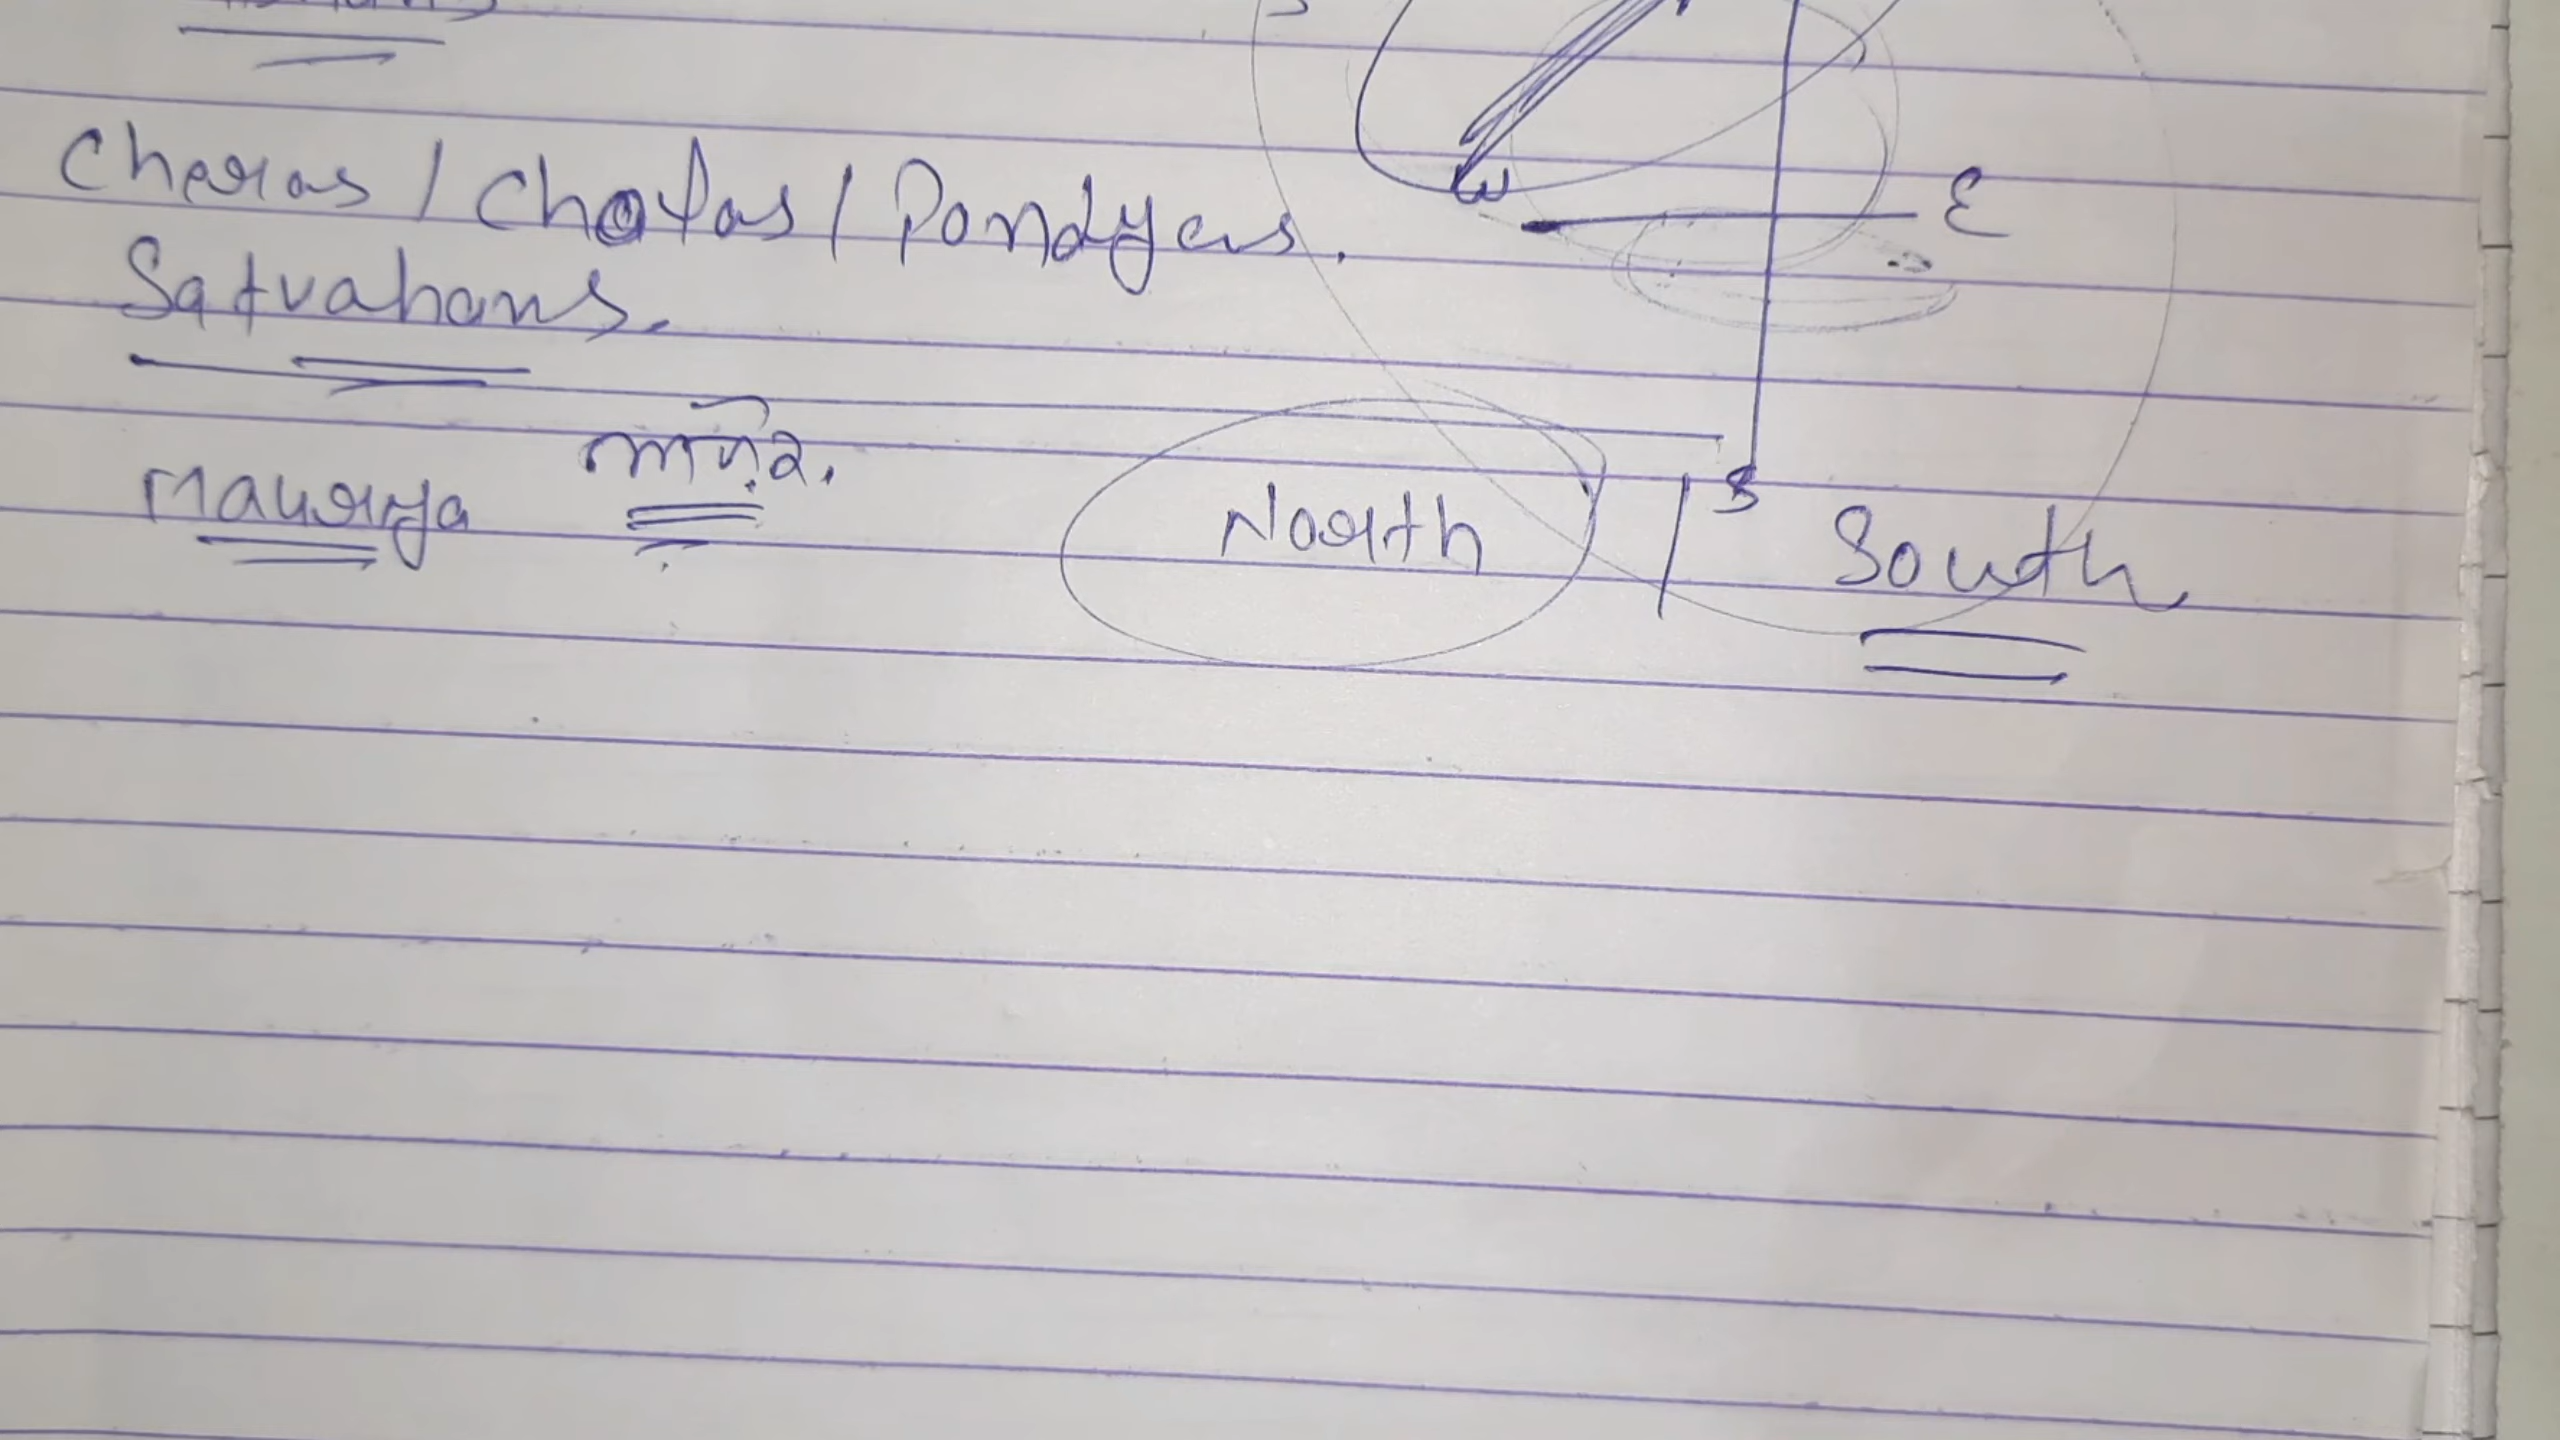 W E
Cheras / Cholas / Pandyas.
Satvahans.
S
Maurya
North / South